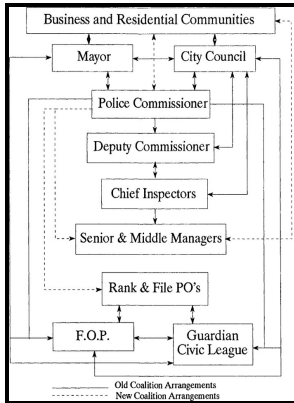 Business and Residential Communities
Mayor
City Council
Police Commissioner
Deputy Commissioner
Chief Inspectors
Senior & Middle Managers
Rank & File PO's
F.O.P.
Guardian
Civic League
Old Coalition Arrangements
New Coalition Arrangements